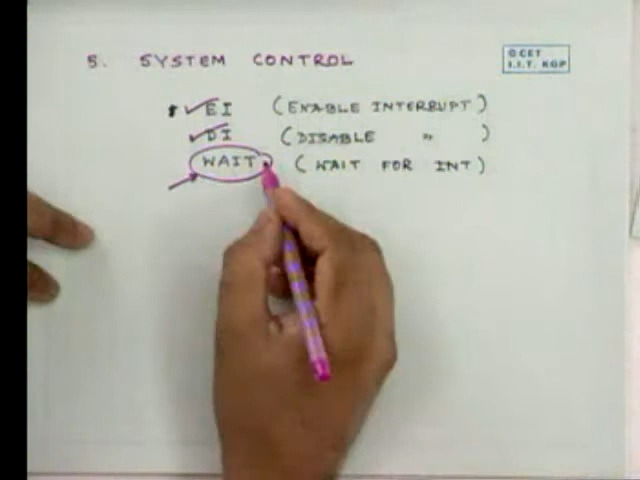 5. SYSTEM CONTROL
© CET
I.I.T. KGP
EI (ENABLE INTERRUPT)
DI (DISABLE " )
WAIT (WAIT FOR INT)